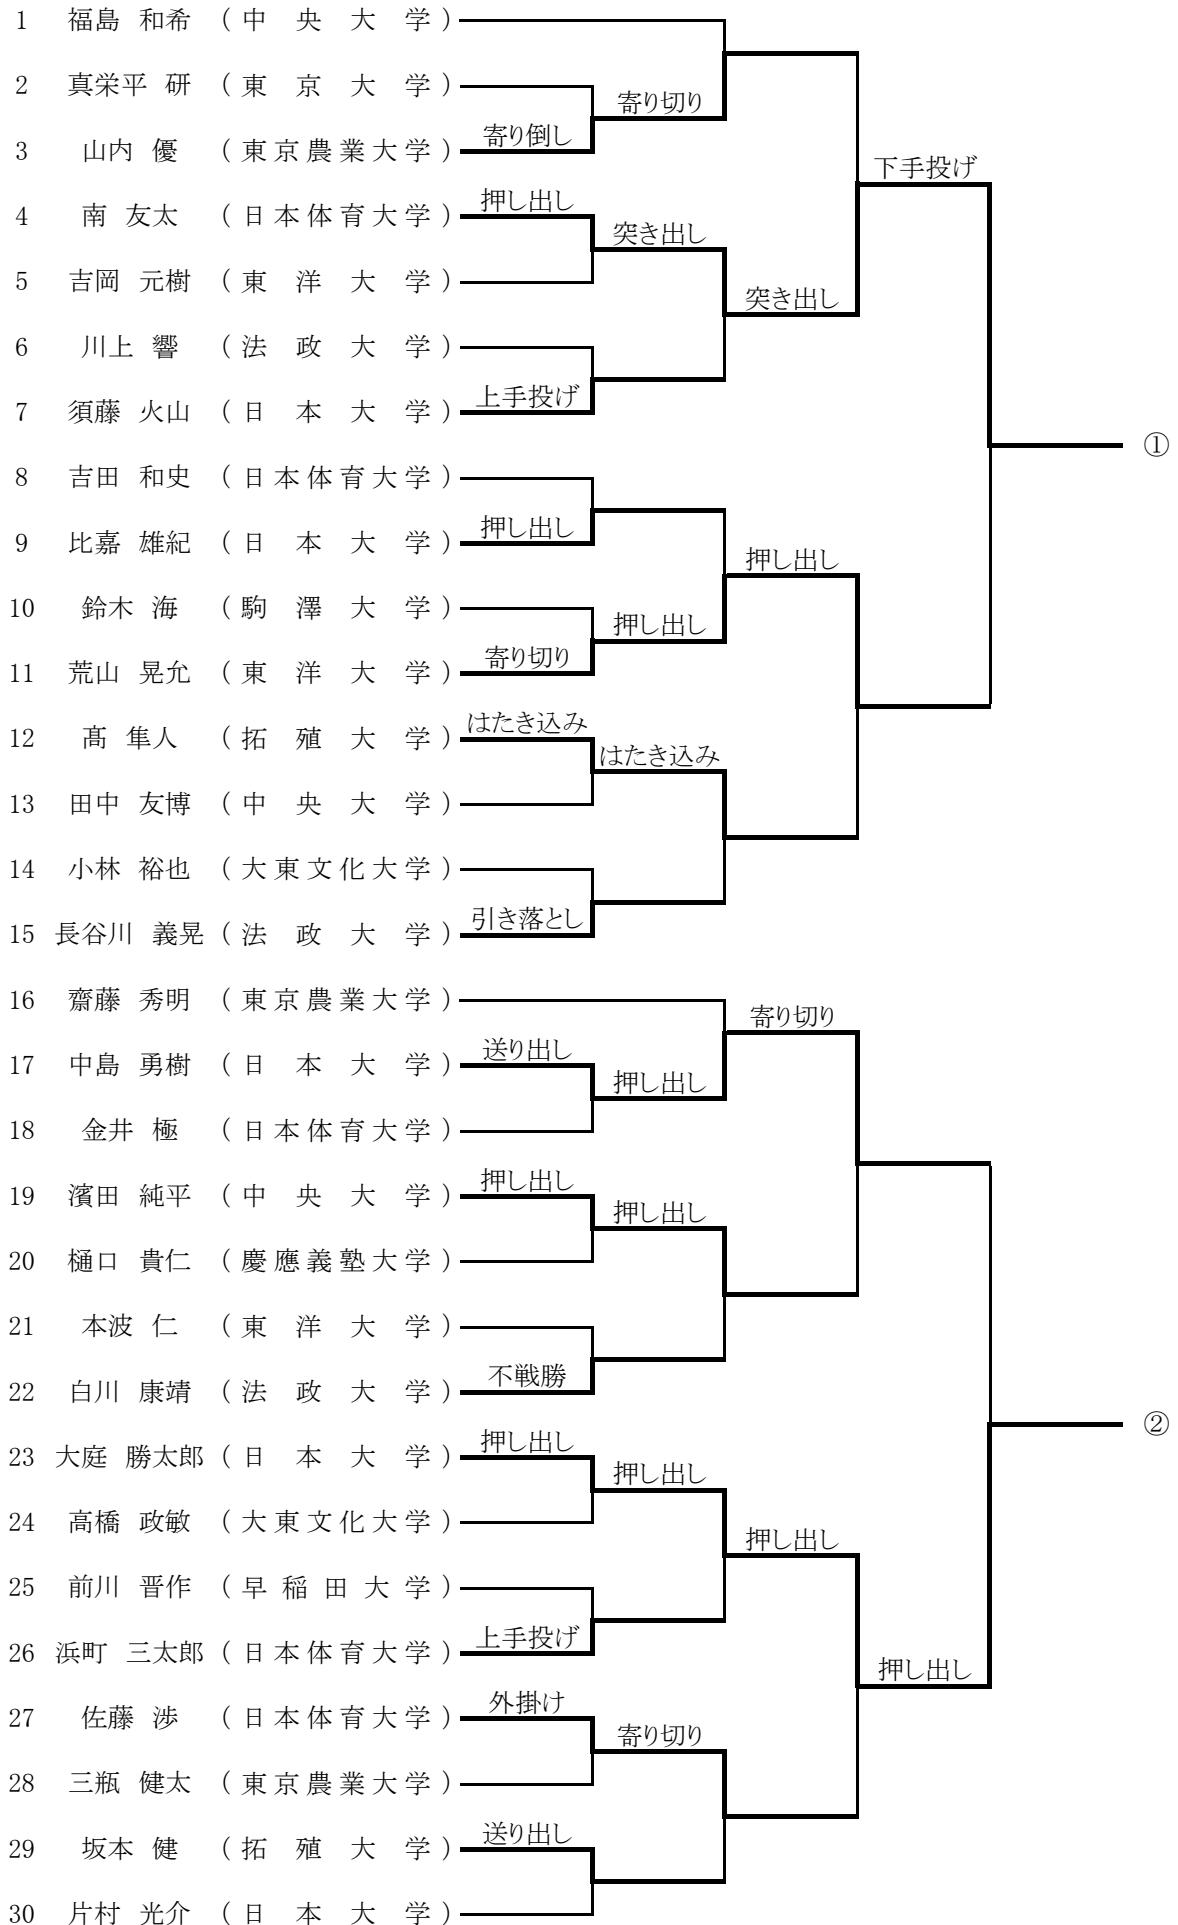 1 福島 和希 （中央大学）
2 真栄平 研 （東京大学） 寄り切り
3 山内 優 （東京農業大学） 寄り倒し
下手投げ
4 南 友太 （日本体育大学） 押し出し
突き出し
5 吉岡 元樹 （東洋大学） 突き出し
6 川上 響 （法政大学）
7 須藤 火山 （日本大学） 上手投げ
①
8 吉田 和史 （日本体育大学）
9 比嘉 雄紀 （日本大学） 押し出し
押し出し
10 鈴木 海 （駒澤大学） 押し出し
11 荒山 晃允 （東洋大学） 寄り切り
12 髙 隼人 （拓殖大学） はたき込み
はたき込み
13 田中 友博 （中央大学）
14 小林 裕也 （大東文化大学）
15 長谷川 義晃 （法政大学） 引き落とし
16 齋藤 秀明 （東京農業大学） 寄り切り
17 中島 勇樹 （日本大学） 送り出し
押し出し
18 金井 極 （日本体育大学）
19 濱田 純平 （中央大学） 押し出し
押し出し
20 樋口 貴仁 （慶應義塾大学）
21 本波 仁 （東洋大学）
22 白川 康靖 （法政大学） 不戦勝
②
23 大庭 勝太郎 （日本大学） 押し出し
押し出し
24 高橋 政敏 （大東文化大学） 押し出し
25 前川 晋作 （早稲田大学）
26 浜町 三太郎 （日本体育大学） 上手投げ
押し出し
27 佐藤 渉 （日本体育大学） 外掛け
寄り切り
28 三瓶 健太 （東京農業大学）
29 坂本 健 （拓殖大学） 送り出し
30 片村 光介 （日本大学）